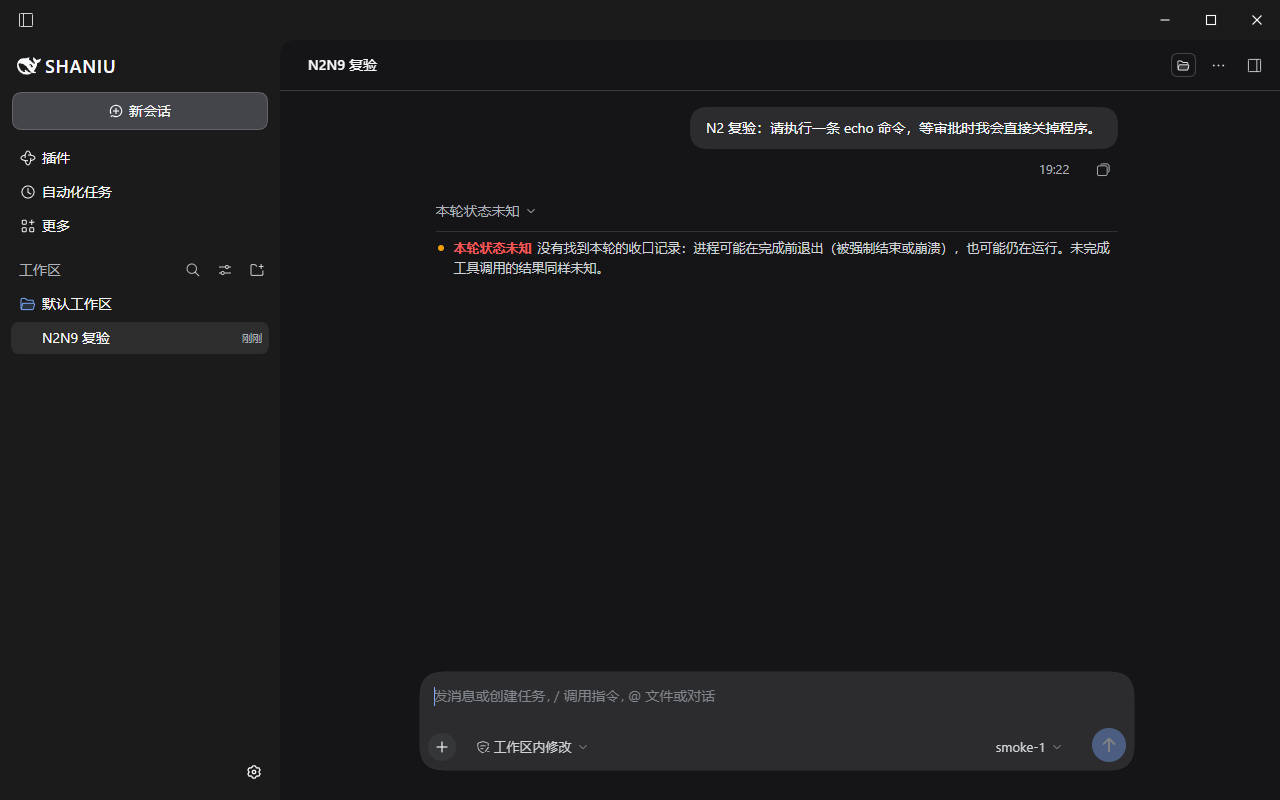 SHANIU
新会话
插件
自动化任务
更多
工作区
默认工作区
N2N9 复验
刚刚
N2N9 复验
N2 复验：请执行一条 echo 命令，等审批时我会直接关掉程序。
19:22
本轮状态未知
本轮状态未知 没有找到本轮的收口记录：进程可能在完成前退出（被强制结束或崩溃），也可能仍在运行。未完成
工具调用的结果同样未知。
发消息或创建任务, / 调用指令, @ 文件或对话
工作区内修改
smoke-1